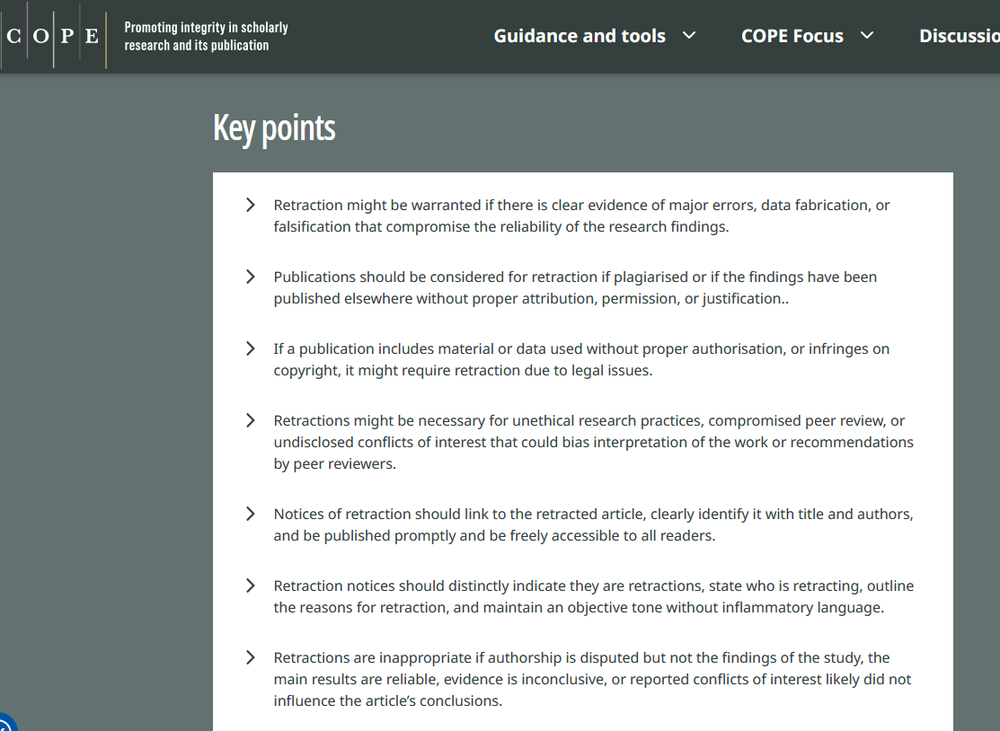 C O P E
Promoting integrity in scholarly
research and its publication
Guidance and tools
COPE Focus
Discussio
Key points
Retraction might be warranted if there is clear evidence of major errors, data fabrication, or
falsification that compromise the reliability of the research findings.
Publications should be considered for retraction if plagiarised or if the findings have been
published elsewhere without proper attribution, permission, or justification..
If a publication includes material or data used without proper authorisation, or infringes on
copyright, it might require retraction due to legal issues.
Retractions might be necessary for unethical research practices, compromised peer review, or
undisclosed conflicts of interest that could bias interpretation of the work or recommendations
by peer reviewers.
Notices of retraction should link to the retracted article, clearly identify it with title and authors,
and be published promptly and be freely accessible to all readers.
Retraction notices should distinctly indicate they are retractions, state who is retracting, outline
the reasons for retraction, and maintain an objective tone without inflammatory language.
Retractions are inappropriate if authorship is disputed but not the findings of the study, the
main results are reliable, evidence is inconclusive, or reported conflicts of interest likely did not
influence the article’s conclusions.